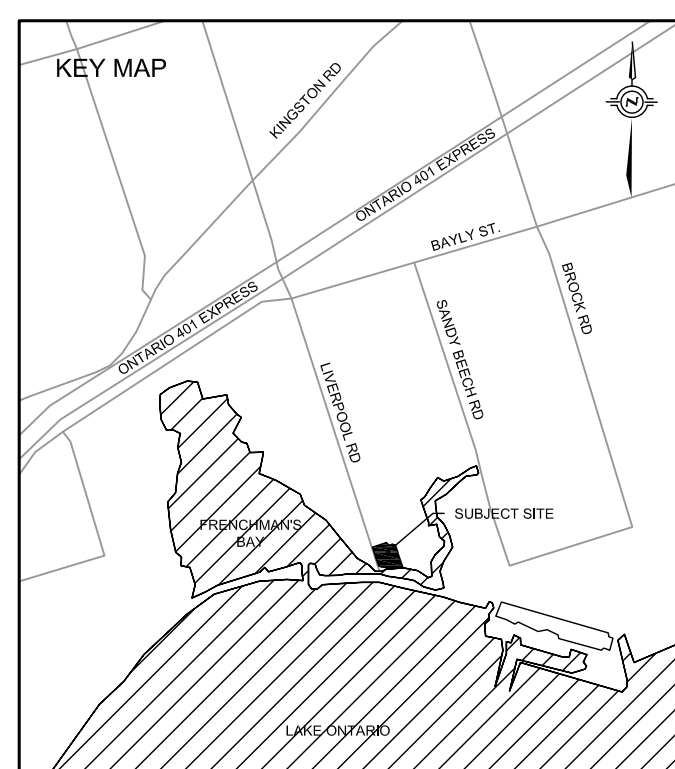 KEY MAP
KINGSTON RD
N
ONTARIO 401 EXPRESS
BAYLY ST.
BROCK RD
ONTARIO 401 EXPRESS
SANDY BEECH RD
LIVERPOOL RD
FRENCHMAN'S
BAY
SUBJECT SITE
LAKE ONTARIO